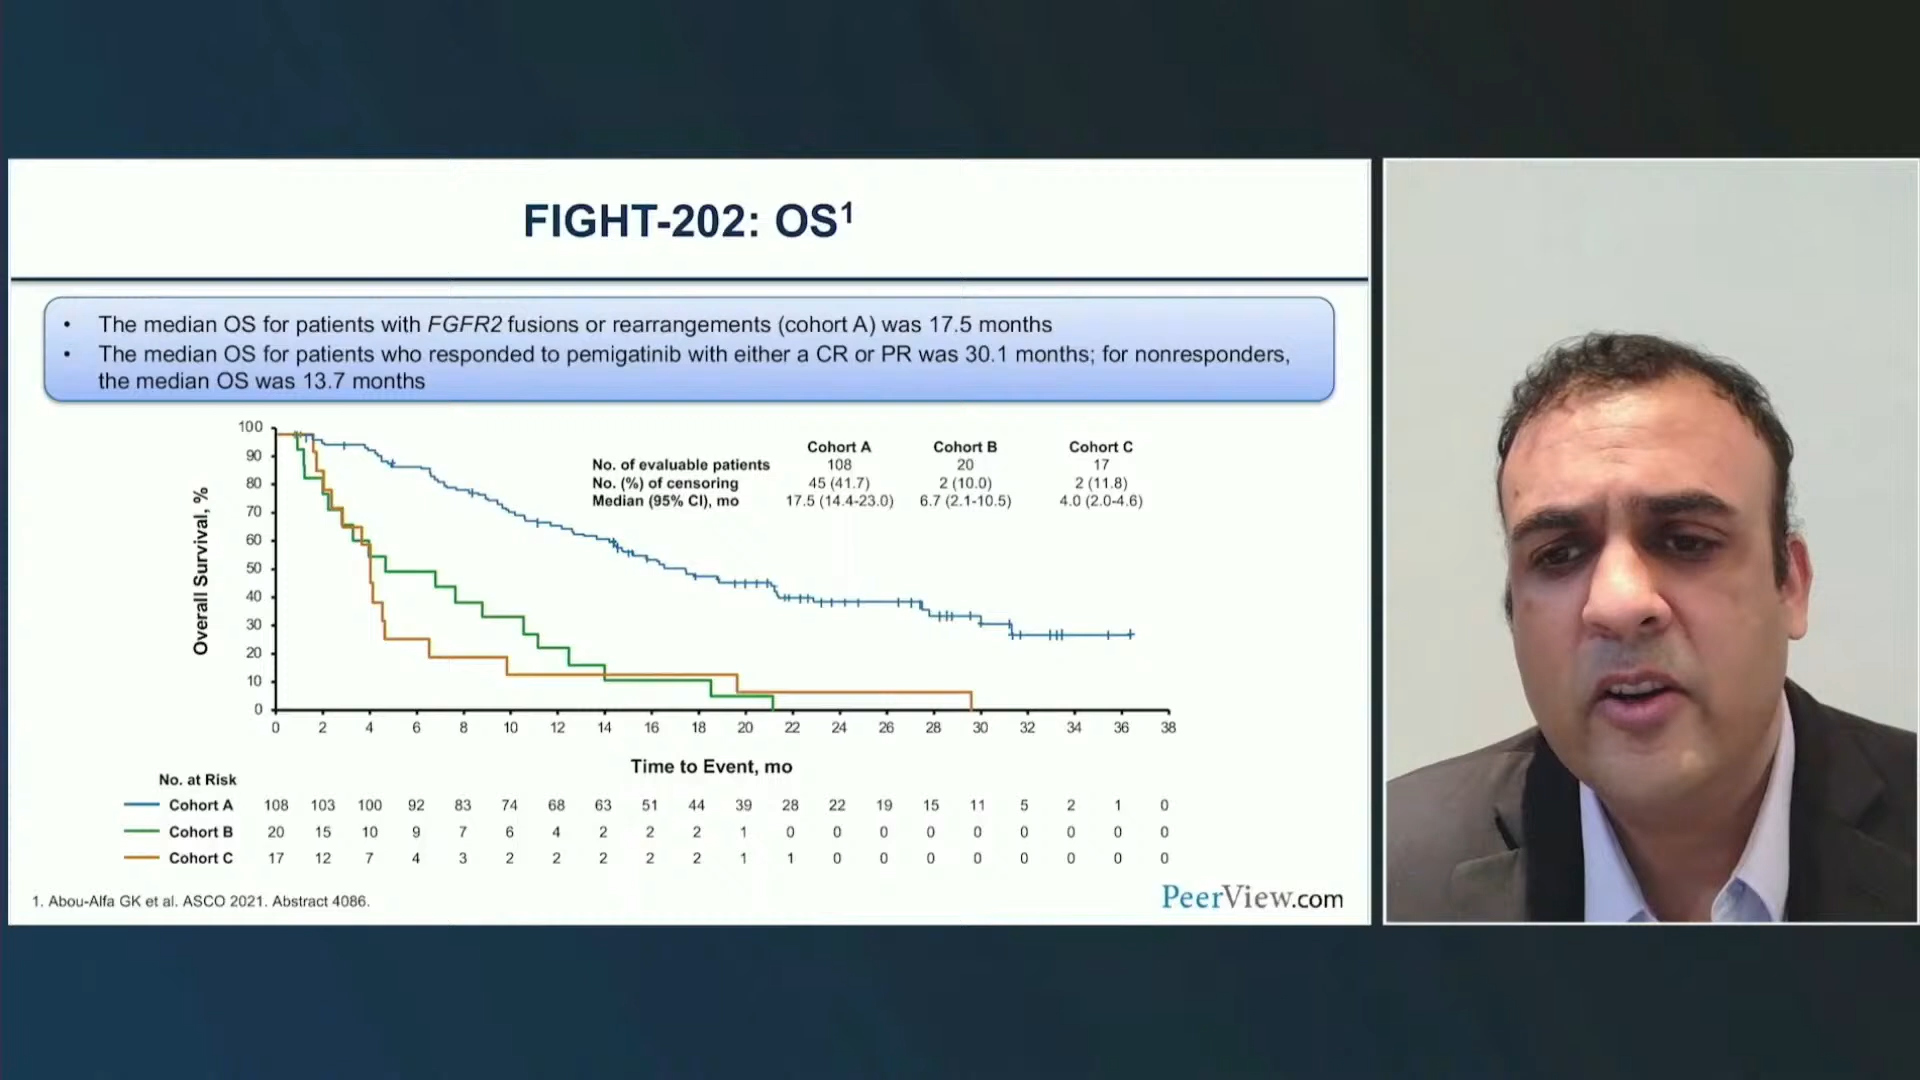 FIGHT-202: OS1
• The median OS for patients with FGFR2 fusions or rearrangements (cohort A) was 17.5 months
• The median OS for patients who responded to pemigatinib with either a CR or PR was 30.1 months; for nonresponders,
the median OS was 13.7 months
Cohort A Cohort B Cohort C
No. of evaluable patients 108 20 17
No. (%) of censoring 45 (41.7) 2 (10.0) 2 (11.8)
Median (95% CI), mo 17.5 (14.4-23.0) 6.7 (2.1-10.5) 4.0 (2.0-4.6)
Overall Survival, %
100
90
80
70
60
50
40
30
20
10
0
0 2 4 6 8 10 12 14 16 18 20 22 24 26 28 30 32 34 36 38
Time to Event, mo
No. at Risk
Cohort A 108 103 100 92 83 74 68 63 51 44 39 28 22 19 15 11 5 2 1 0
Cohort B 20 15 10 9 7 6 4 2 2 2 1 0 0 0 0 0 0 0 0 0
Cohort C 17 12 7 4 3 2 2 2 2 2 1 1 0 0 0 0 0 0 0 0
1. Abou-Alfa GK et al. ASCO 2021. Abstract 4086.
PeerView.com